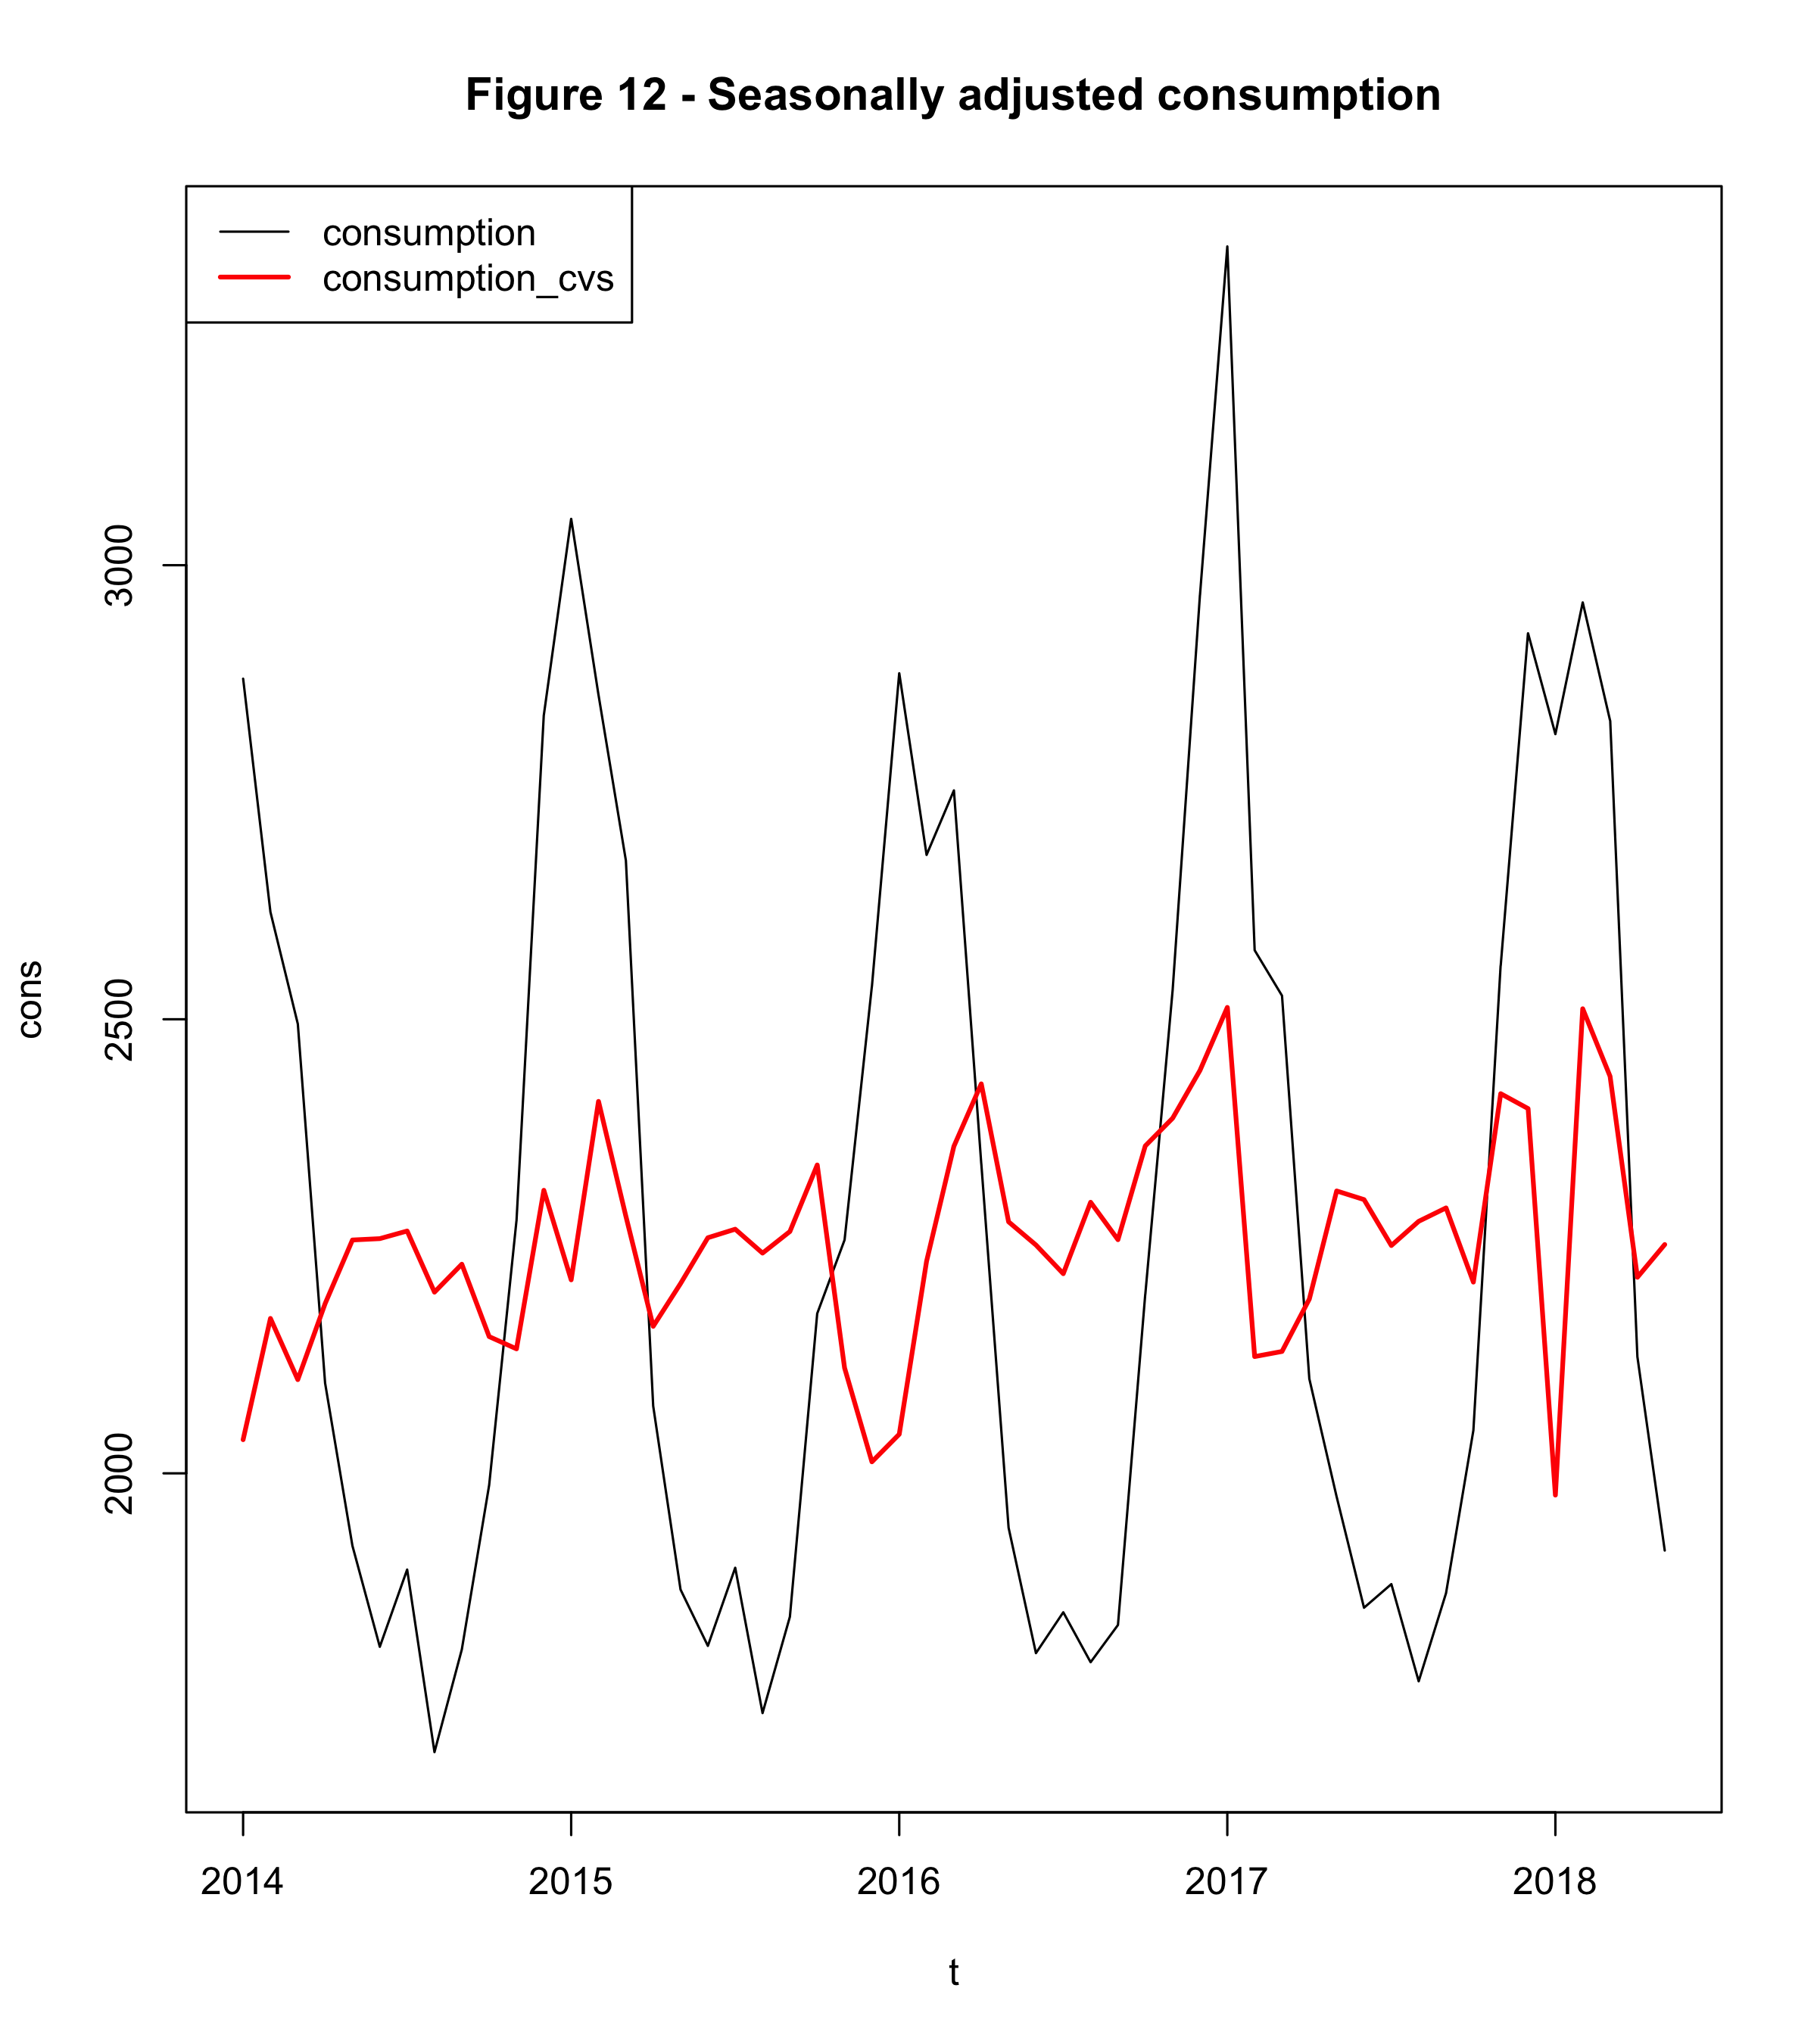 Figure 12 - Seasonally adjusted consumption
consumption
consumption_cvs
3000
2500
2000
cons
2014 2015 2016 2017 2018
t